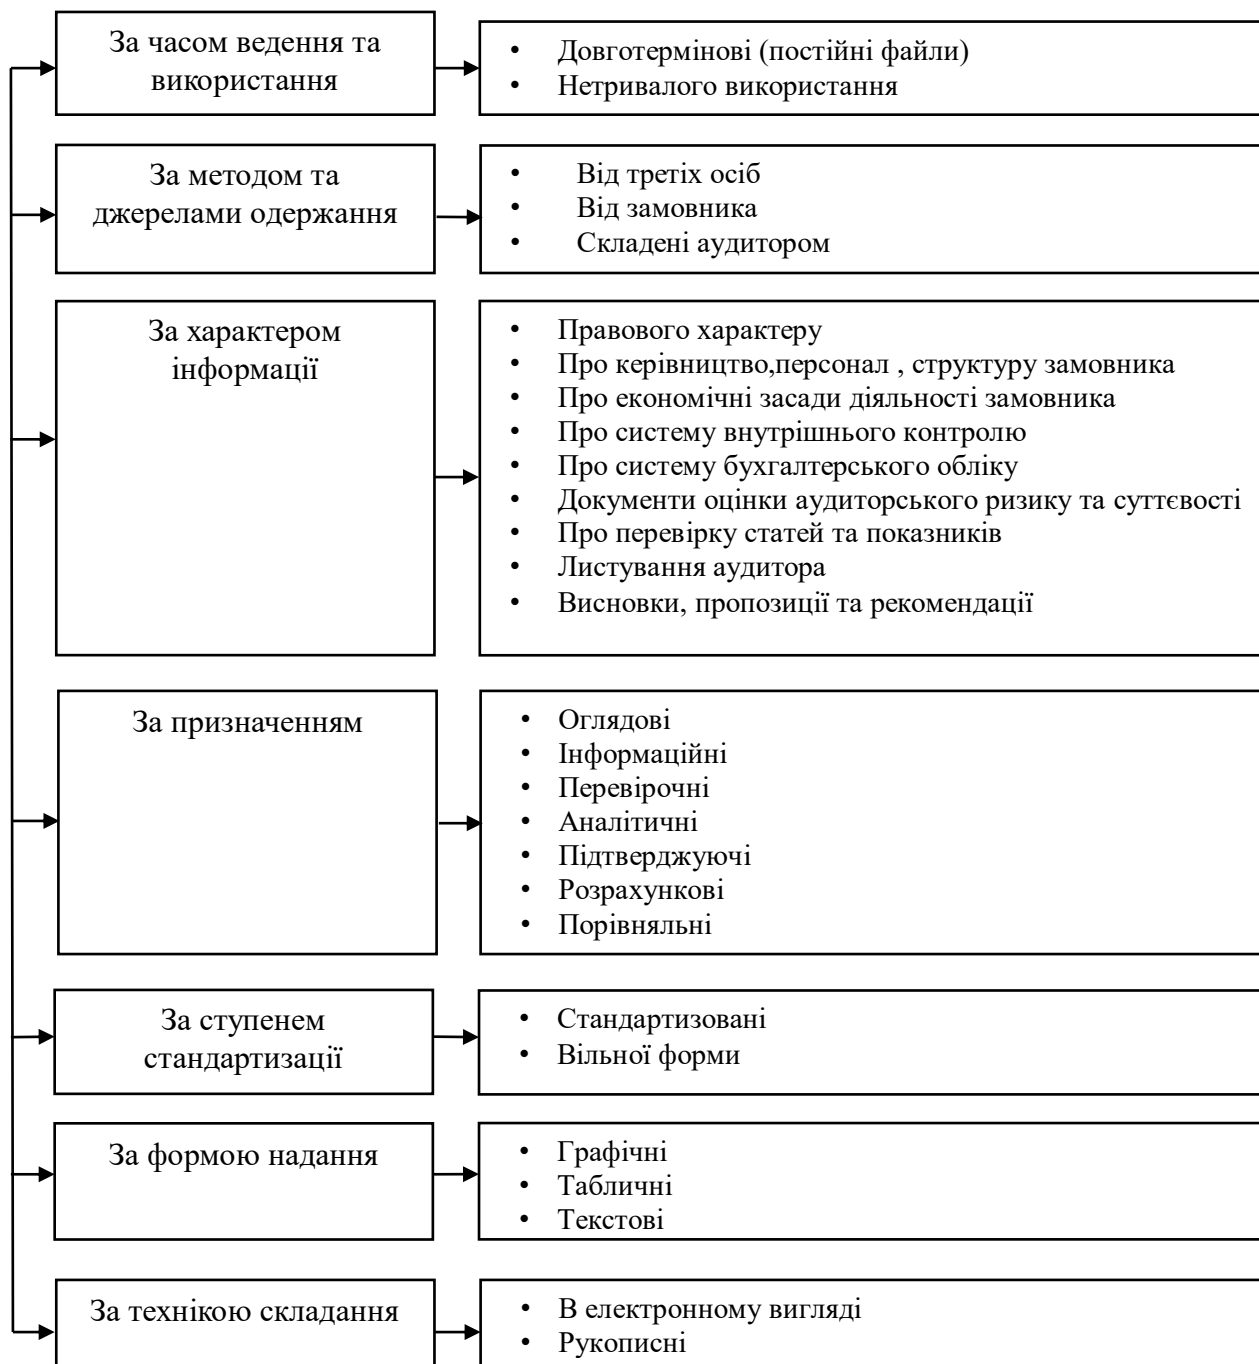 За часом ведення та
використання
• Довготермінові (постійні файли)
• Нетривалого використання
За методом та
джерелами одержання
• Від третіх осіб
• Від замовника
• Складені аудитором
За характером
інформації
• Правового характеру
• Про керівництво,персонал , структуру замовника
• Про економічні засади діяльності замовника
• Про систему внутрішнього контролю
• Про систему бухгалтерського обліку
• Документи оцінки аудиторського ризику та суттєвості
• Про перевірку статей та показників
• Листування аудитора
• Висновки, пропозиції та рекомендації
За призначенням
• Оглядові
• Інформаційні
• Перевірочні
• Аналітичні
• Підтверджуючі
• Розрахункові
• Порівняльні
За ступенем
стандартизації
• Стандартизовані
• Вільної форми
За формою надання
• Графічні
• Табличні
• Текстові
За технікою складання
• В електронному вигляді
• Рукописні